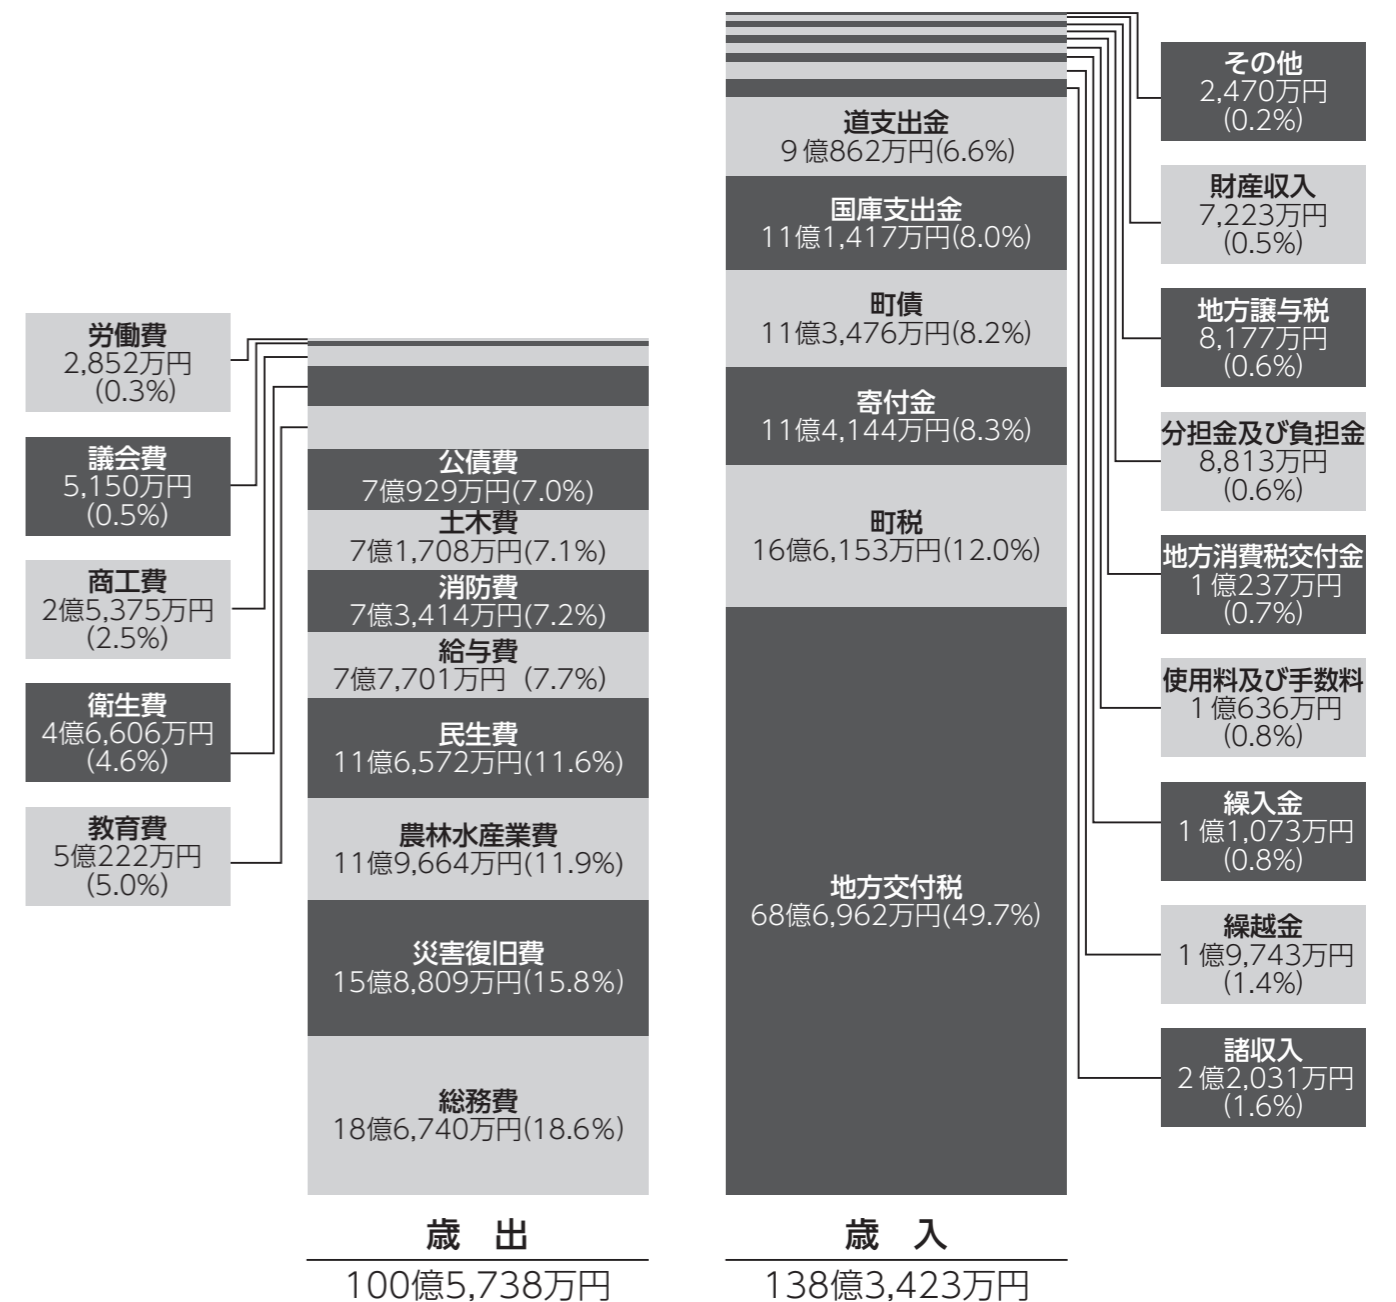 労働費
2,852万円
(0.3%)
議会費
5,150万円
(0.5%)
商工費
2億5,375万円
(2.5%)
衛生費
4億6,606万円
(4.6%)
教育費
5億222万円
(5.0%)
公債費
7億929万円(7.0%)
土木費
7億1,708万円(7.1%)
消防費
7億3,414万円(7.2%)
給与費
7億7,701万円 (7.7%)
民生費
11億6,572万円(11.6%)
農林水産業費
11億9,664万円(11.9%)
災害復旧費
15億8,809万円(15.8%)
総務費
18億6,740万円(18.6%)
歳 出
100億5,738万円
道支出金
9億862万円(6.6%)
国庫支出金
11億1,417万円(8.0%)
町債
11億3,476万円(8.2%)
寄付金
11億4,144万円(8.3%)
町税
16億6,153万円(12.0%)
地方交付税
68億6,962万円(49.7%)
歳 入
138億3,423万円
その他
2,470万円
(0.2%)
財産収入
7,223万円
(0.5%)
地方譲与税
8,177万円
(0.6%)
分担金及び負担金
8,813万円
(0.6%)
地方消費税交付金
1億237万円
(0.7%)
使用料及び手数料
1億636万円
(0.8%)
繰入金
1億1,073万円
(0.8%)
繰越金
1億9,743万円
(1.4%)
諸収入
2億2,031万円
(1.6%)